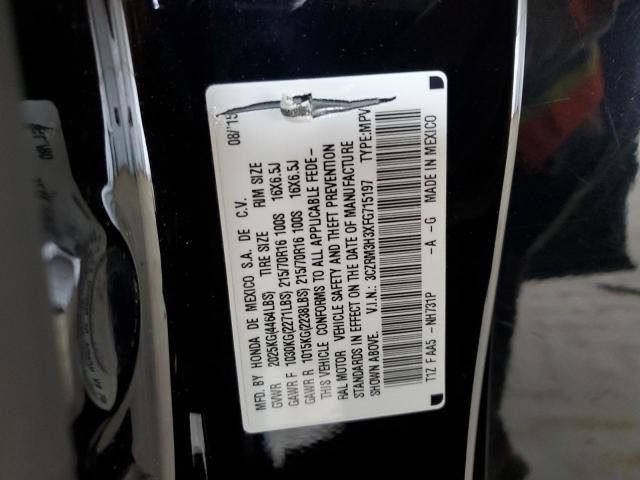 MFD. BY HONDA DE MEXICO S.A. DE C.V. 08/15
GVWR 2025KG(4464LBS) TIRE SIZE RIM SIZE
GAWR F 1030KG(2271LBS) 215/70R16 100S 16X6.5J
GAWR R 1015KG(2238LBS) 215/70R16 100S 16X6.5J
THIS VEHICLE CONFORMS TO ALL APPLICABLE FEDE-
RAL MOTOR VEHICLE SAFETY AND THEFT PREVENTION
STANDARDS IN EFFECT ON THE DATE OF MANUFACTURE
SHOWN ABOVE. V.I.N.: 3CZRM3H3XFG715197 TYPE:MPV
T1Z F AA5 -NH731P -A -G MADE IN MEXICO